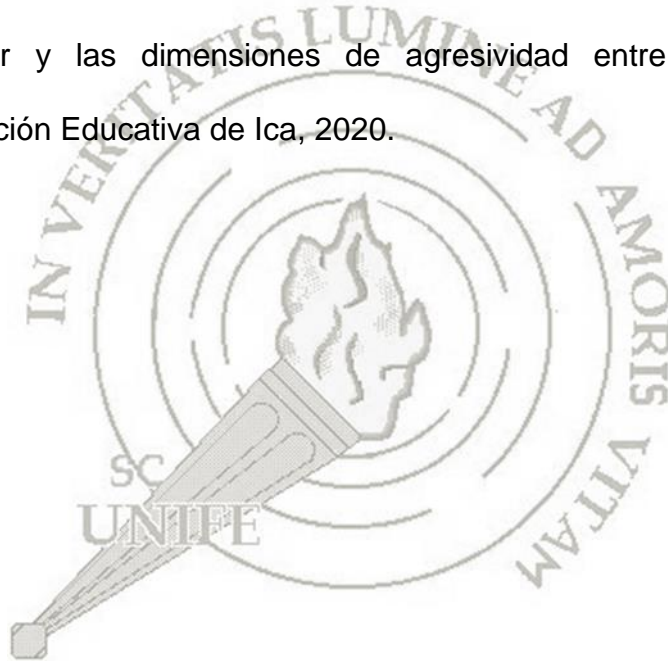 r y las dimensiones de agresividad entre
ción Educativa de Ica, 2020.
IN VERITATIS LUMINE AD AMORIS VITAM
SC
UNIFE